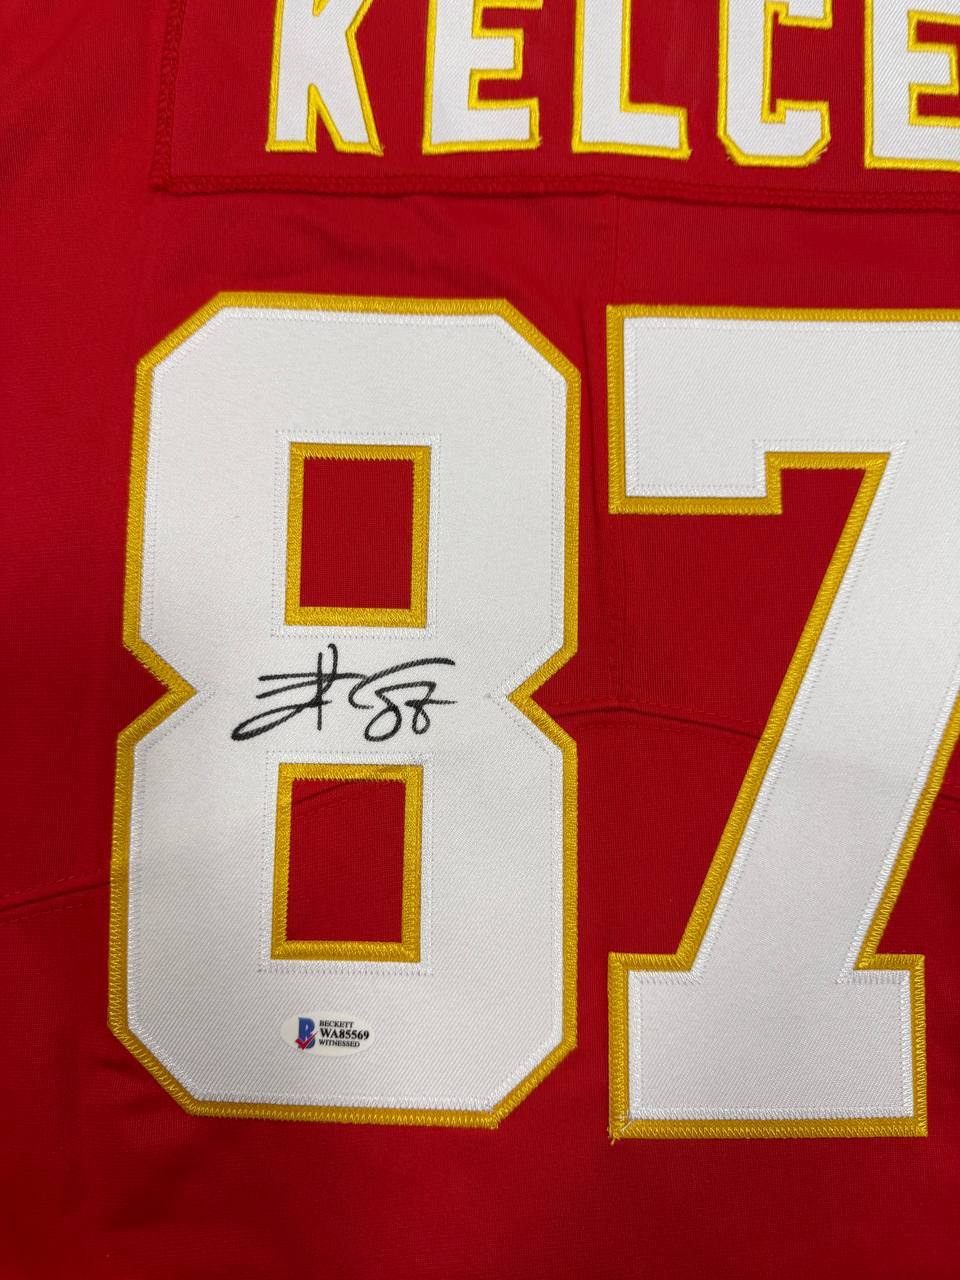 KELCE
87
BECKETT
WA85569
WITNESSED